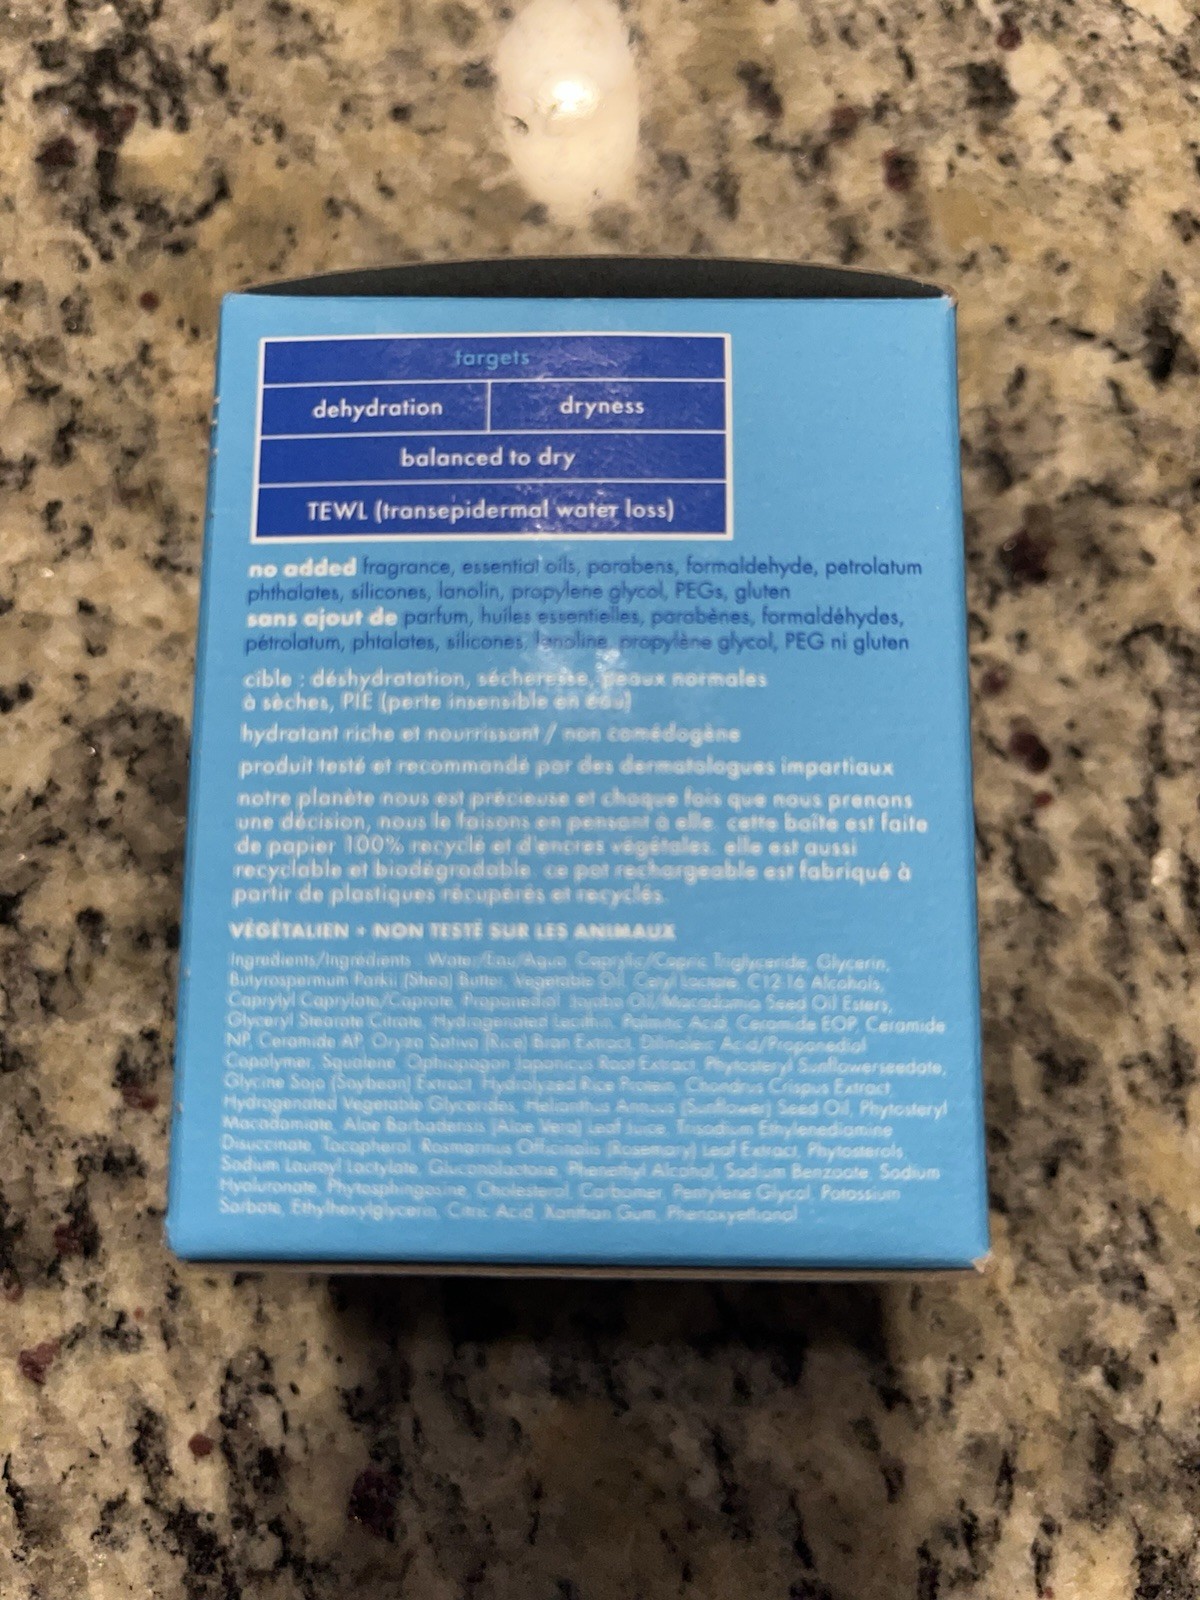 targets
dehydration dryness
balanced to dry
TEWL (transepidermal water loss)
no added fragrance, essential oils, parabens, formaldehyde, petrolatum
phthalates, silicones, lanolin, propylene glycol, PEGs, gluten
sans ajout de parfum, huiles essentielles, parabènes, formaldéhydes,
pétrolatum, phtalates, silicones, lanoline, propylène glycol, PEG ni gluten
cible : déshydratation, sécheresse, peaux normales
à sèches, PIE (perte insensible en eau)
hydratant riche et nourrissant / non comédogène
produit testé et recommandé par des dermatologues impartiaux
notre planète nous est précieuse et chaque fois que nous prenons
une décision, nous le faisons en pensant à elle. cette boîte est faite
de papier 100% recyclé et d'encres végétales. elle est aussi
recyclable et biodégradable. ce pot rechargeable est fabriqué à
partir de plastiques récupérés et recyclés.
VÉGÉTALIEN + NON TESTÉ SUR LES ANIMAUX
Ingredients/Ingrédients : Water/Eau/Aqua, Caprylic/Capric Triglyceride, Glycerin,
Butyrospermum Parkii (Shea) Butter, Vegetable Oil, Cetyl Lactate, C12-16 Alcohols,
Caprylyl Caprylate/Caprate, Propanediol, Jojoba Oil/Macadamia Seed Oil Esters,
Glyceryl Stearate Citrate, Hydrogenated Lecithin, Palmitic Acid, Ceramide EOP, Ceramide
NP, Ceramide AP, Oryza Sativa (Rice) Bran Extract, Dilinoleic Acid/Propanediol
Copolymer, Squalane, Ophiopogon Japonicus Root Extract, Phytosteryl Sunflowerseedate,
Glycine Soja (Soybean) Extract, Hydrolyzed Rice Protein, Chondrus Crispus Extract,
Hydrogenated Vegetable Glycerides, Helianthus Annuus (Sunflower) Seed Oil, Phytosteryl
Macadamiate, Aloe Barbadensis (Aloe Vera) Leaf Juice, Trisodium Ethylenediamine
Disuccinate, Tocopherol, Rosmarinus Officinalis (Rosemary) Leaf Extract, Phytosterols,
Sodium Lauroyl Lactylate, Gluconolactone, Phenethyl Alcohol, Sodium Benzoate, Sodium
Hyaluronate, Phytosphingosine, Cholesterol, Carbomer, Pentylene Glycol, Potassium
Sorbate, Ethylhexylglycerin, Citric Acid, Xanthan Gum, Phenoxyethanol